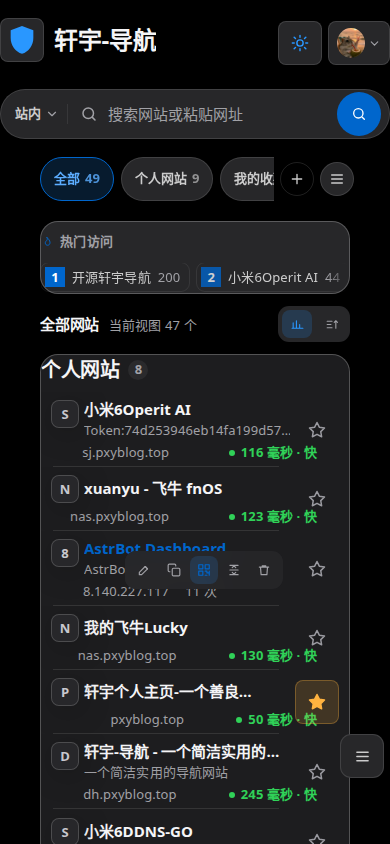 轩宇-导航
站内
搜索网站或粘贴网址
全部 49
个人网站 9
我的收
热门访问
1 开源轩宇导航 200
2 小米6Operit AI 44
全部网站 当前视图 47 个
个人网站 8
S 小米6Operit AI
Token:74d253946eb14fa199d57...
sj.pxyblog.top 116 毫秒 · 快
N xuanyu - 飞牛 fnOS
nas.pxyblog.top 123 毫秒 · 快
8 AstrBot Dashboard
AstrBo
8.140.227.117 11 次
N 我的飞牛Lucky
nas.pxyblog.top 130 毫秒 · 快
P 轩宇个人主页-一个善良...
pxyblog.top 50 毫秒 · 快
D 轩宇-导航 - 一个简洁实用的...
一个简洁实用的导航网站
dh.pxyblog.top 245 毫秒 · 快
S 小米6DDNS-GO